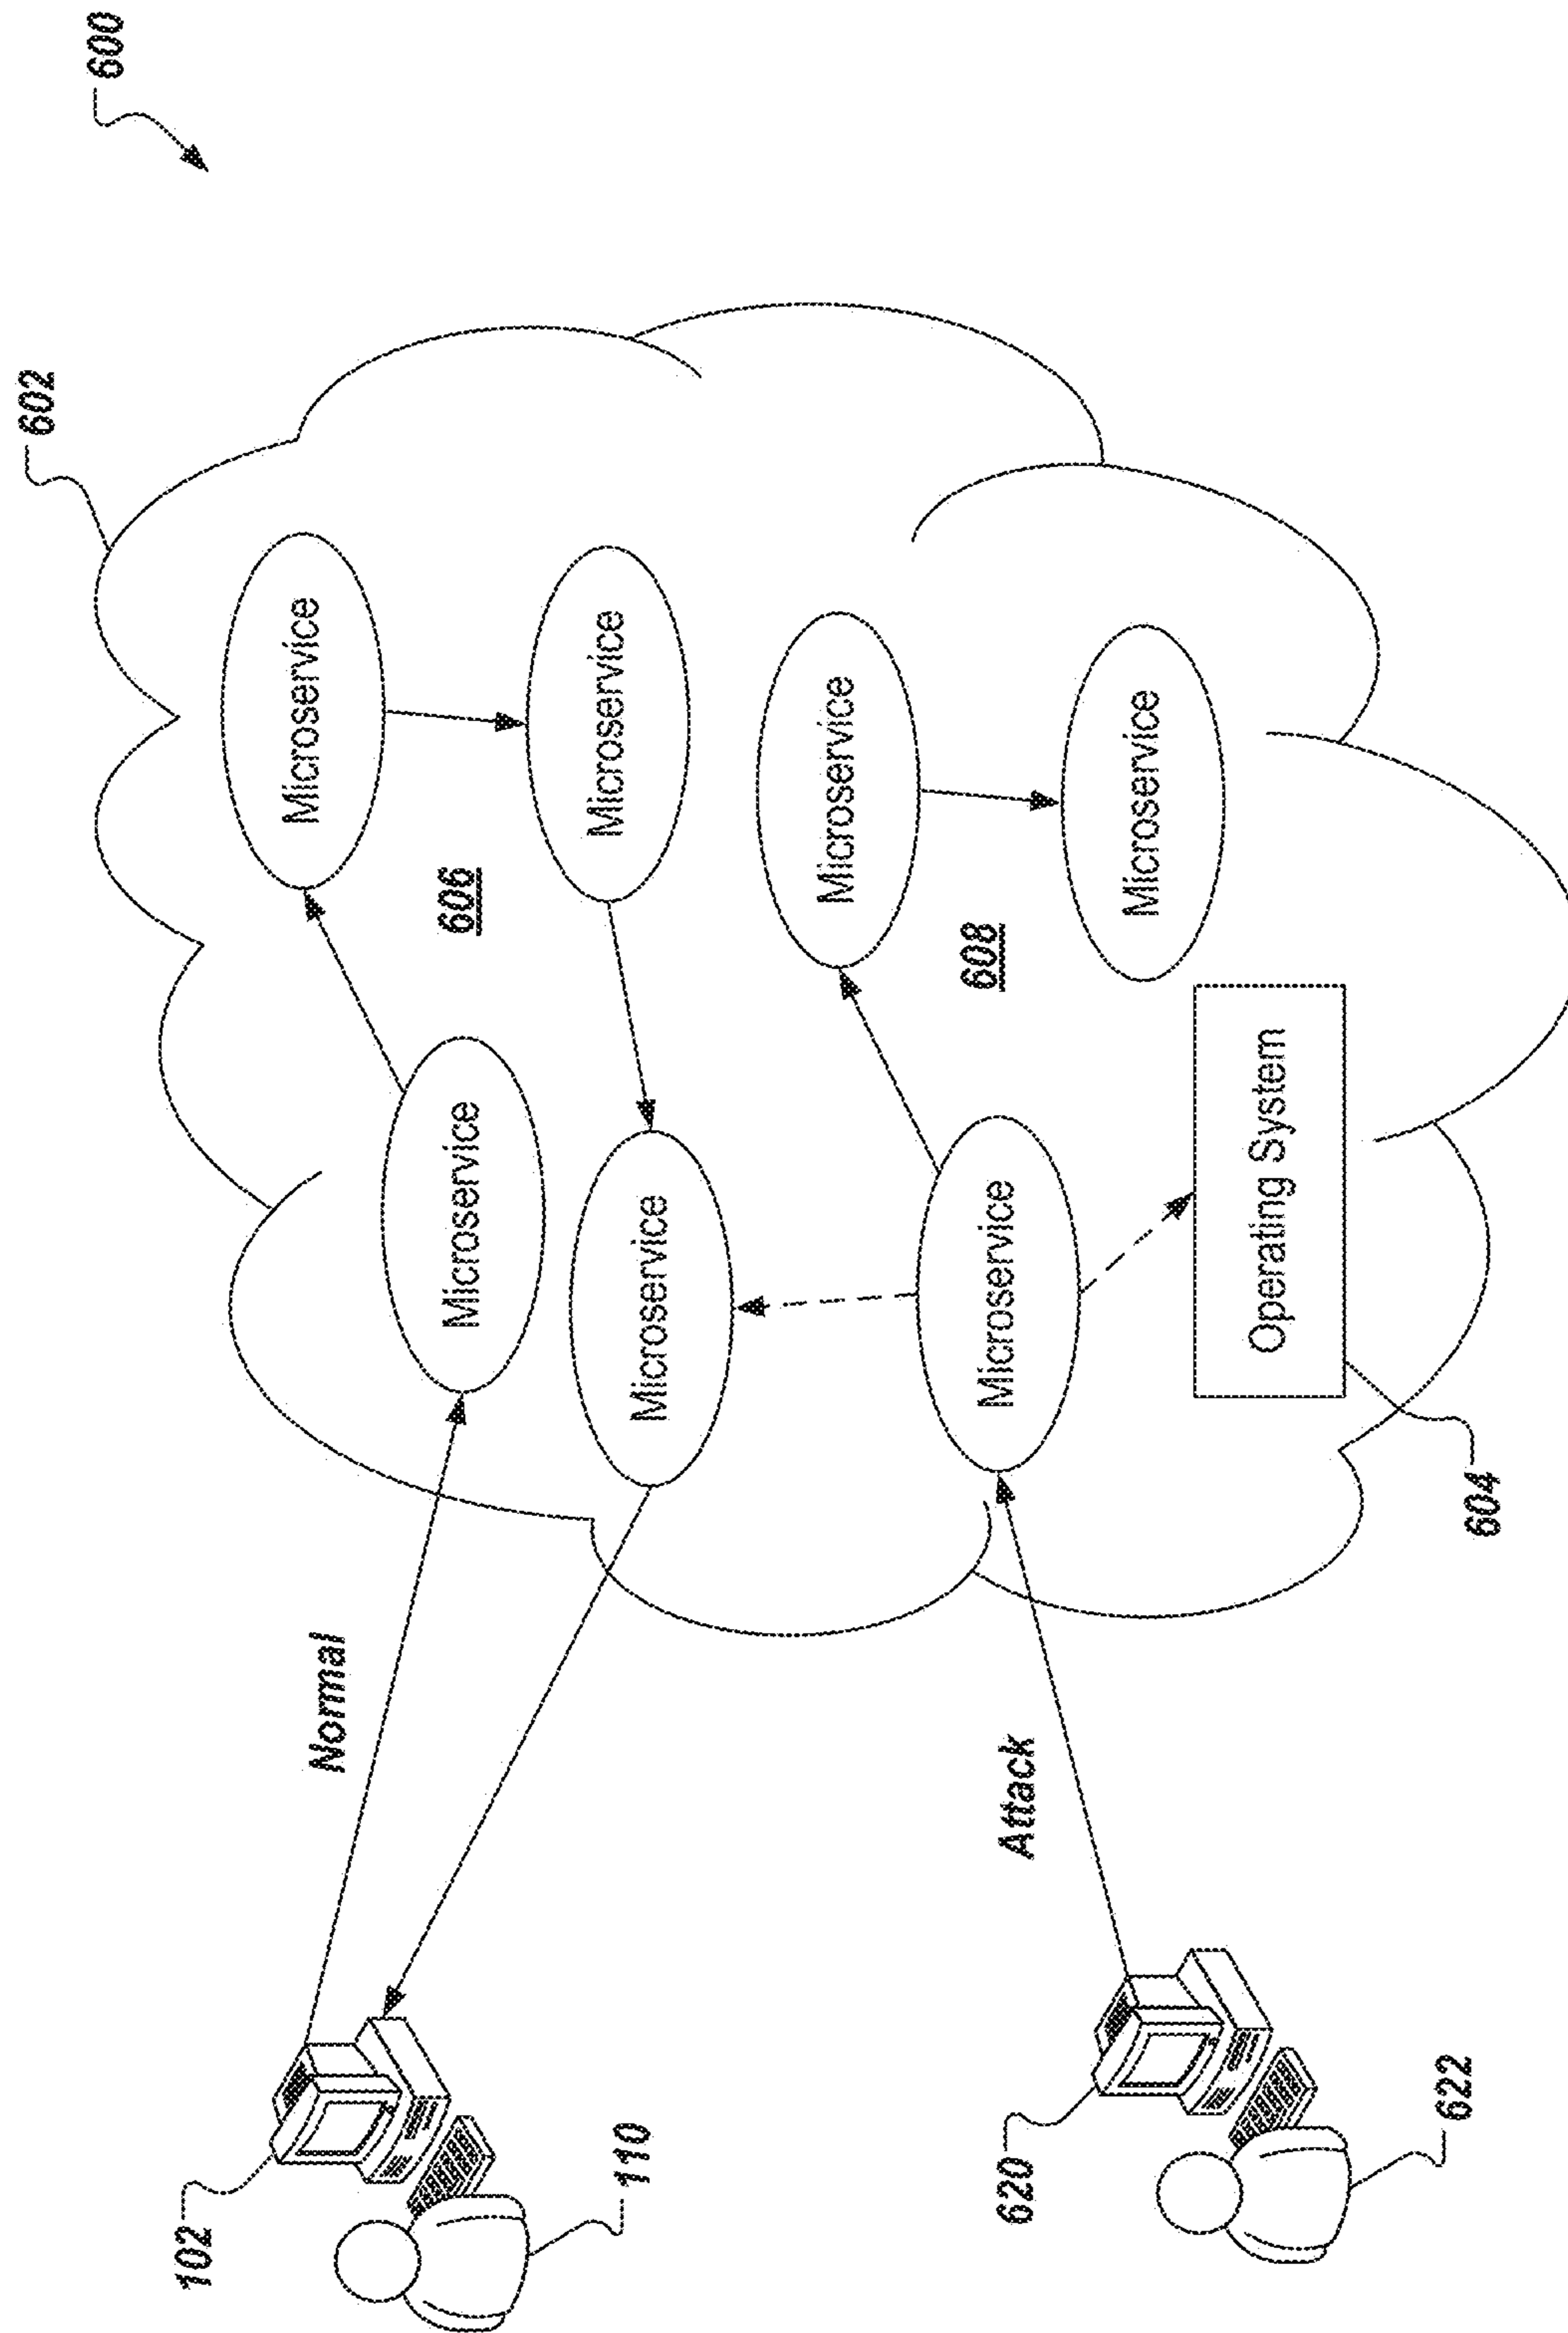 600
602
Microservice
Microservice
606
Microservice
Microservice
Microservice
Microservice
608
Microservice
Operating System
604
Normal
Attack
102
110
620
622